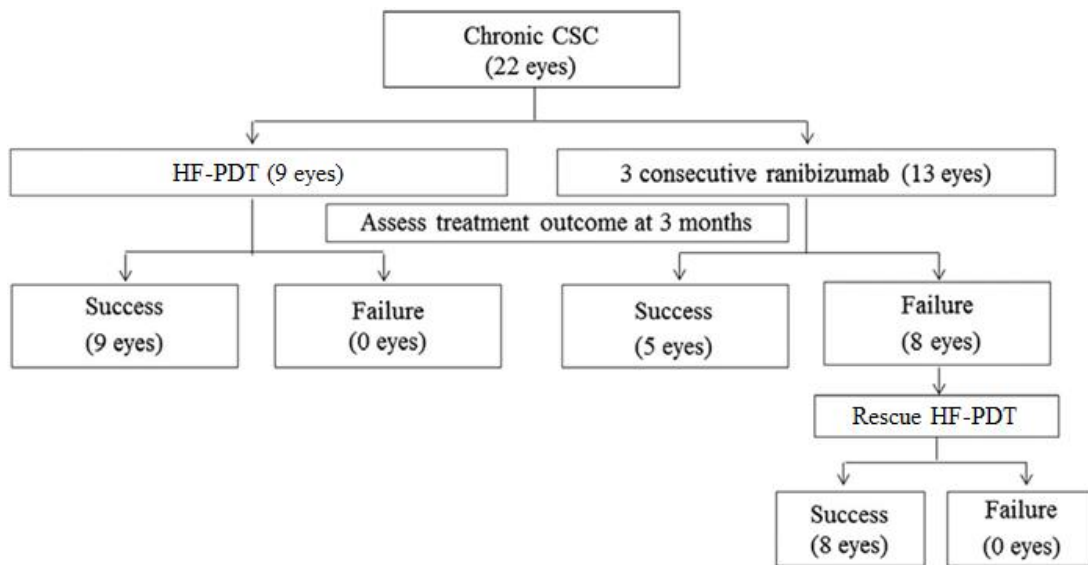 Chronic CSC
(22 eyes)
HF-PDT (9 eyes)
3 consecutive ranibizumab (13 eyes)
Assess treatment outcome at 3 months
Success
(9 eyes)
Failure
(0 eyes)
Success
(5 eyes)
Failure
(8 eyes)
Rescue HF-PDT
Success
(8 eyes)
Failure
(0 eyes)